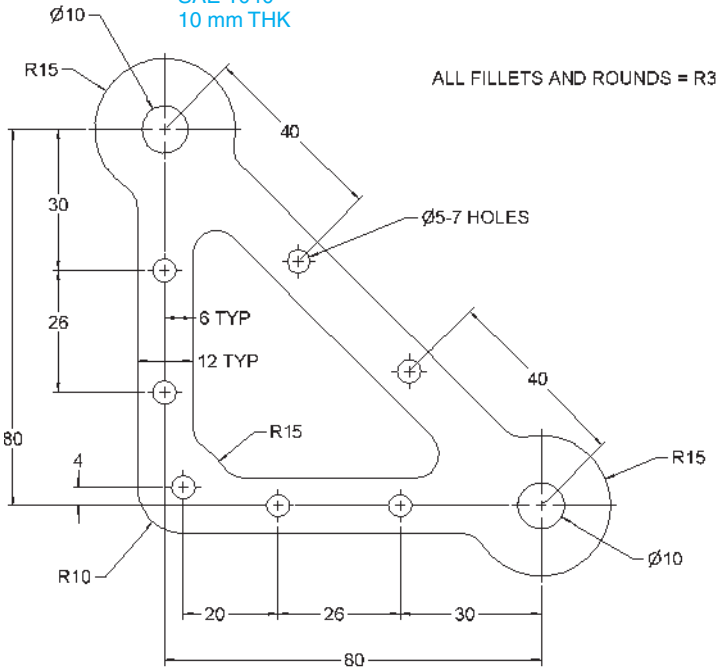 10 mm THK
Ø10
R15
ALL FILLETS AND ROUNDS = R3
40
30
Ø5-7 HOLES
26
6 TYP
12 TYP
40
80
R15
4
R15
R10
Ø10
20
26
30
80